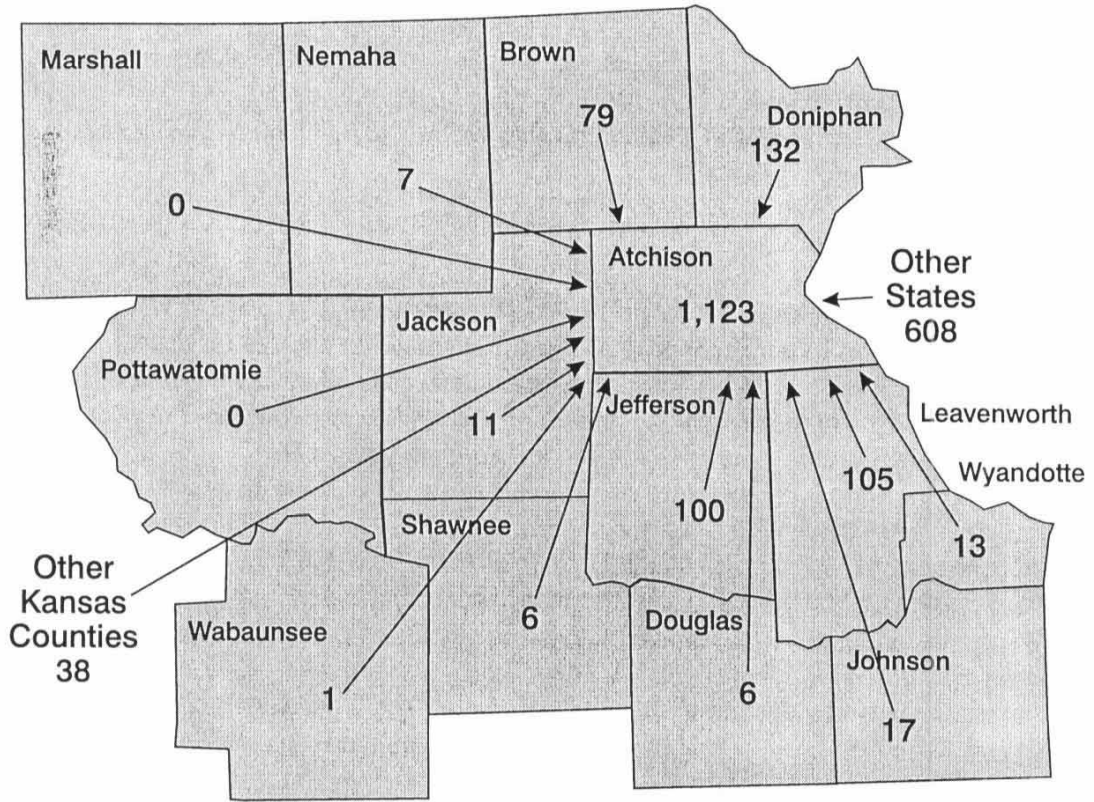 Marshall
Nemaha
Brown
Doniphan
79
132
7
0
Atchison
1,123
Other
States
608
Jackson
Pottawatomie
0
11
Jefferson
Leavenworth
Wyandotte
105
100
13
Shawnee
Other
Kansas
Counties
38
Wabaunsee
1
6
Douglas
6
Johnson
17